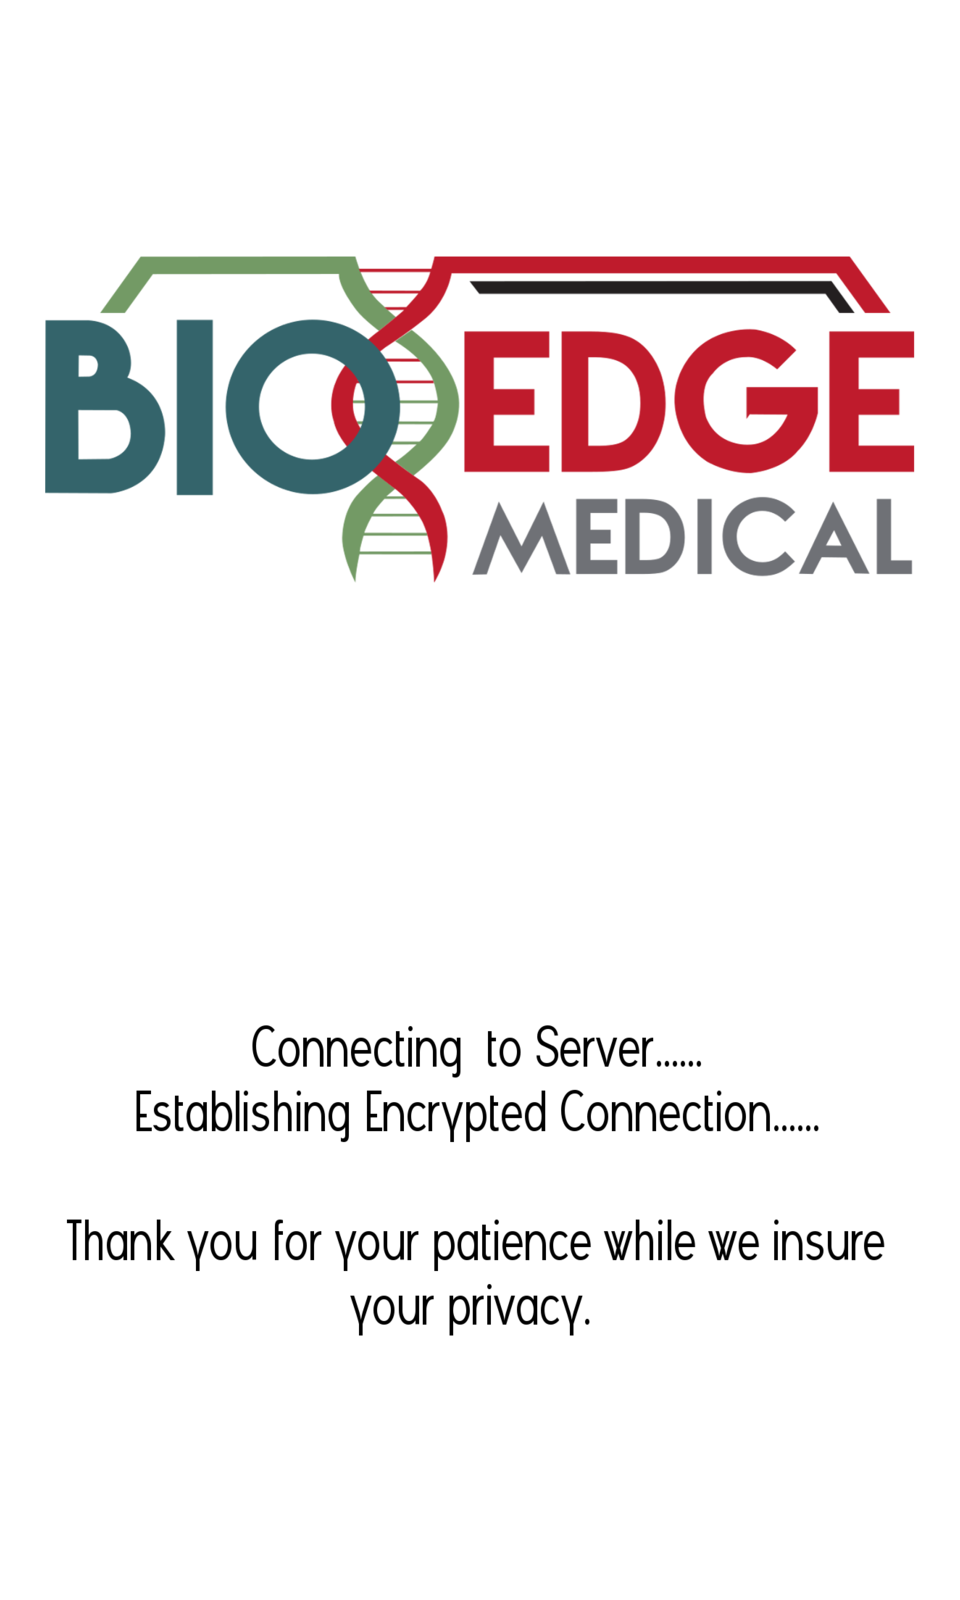 BIO EDGE
MEDICAL
Connecting to Server......
Establishing Encrypted Connection......
Thank you for your patience while we insure
your privacy.